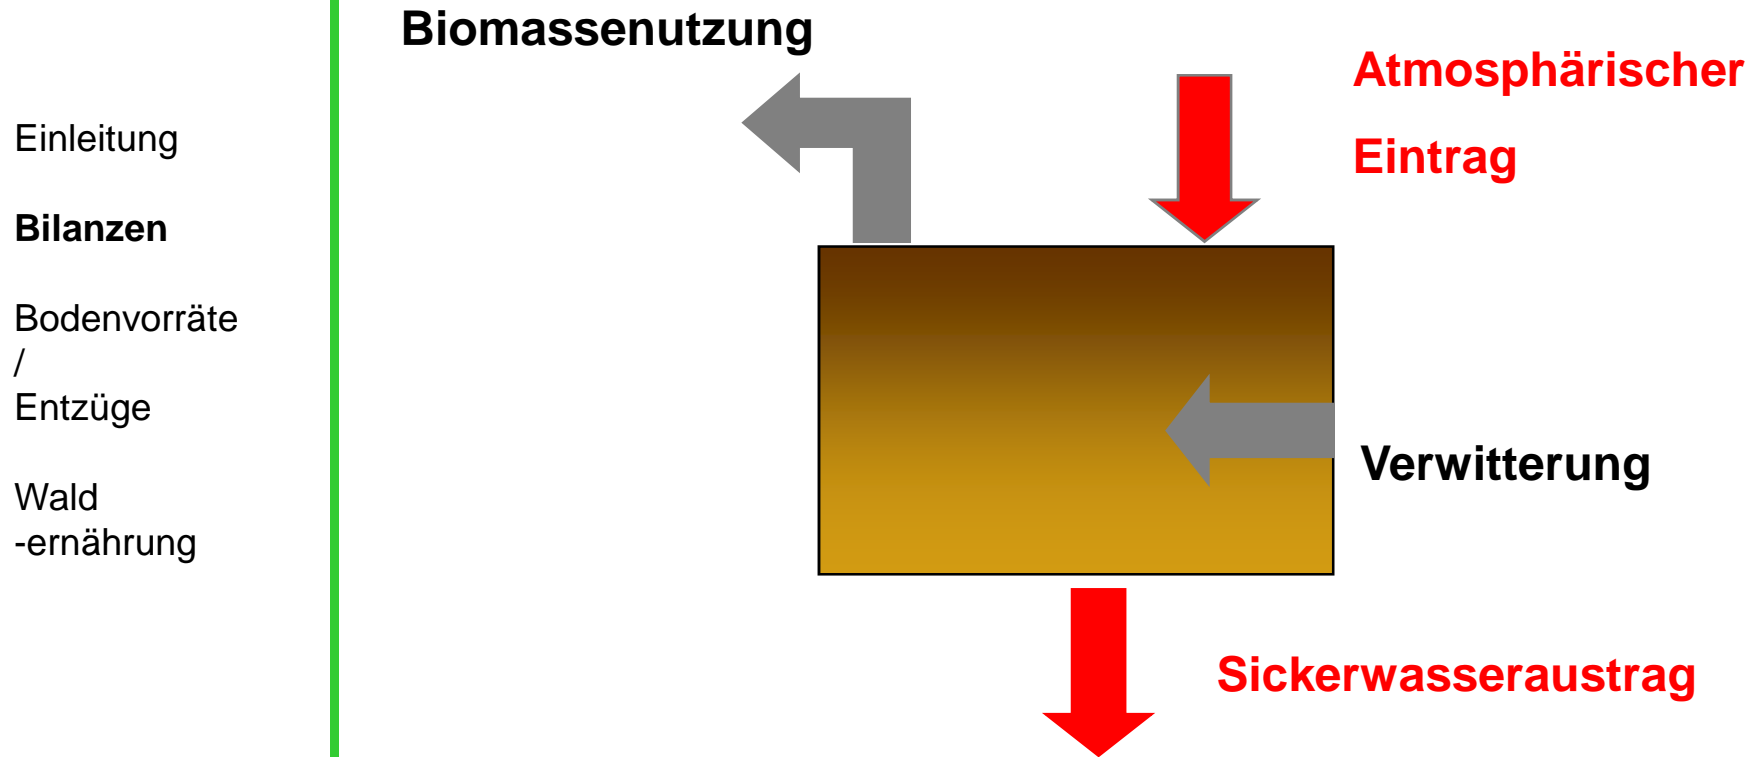 Einleitung
Bilanzen
Bodenvorräte
/
Entzüge
Wald
-ernährung
Biomassenutzung
Atmosphärischer
Eintrag
Verwitterung
Sickerwasseraustrag